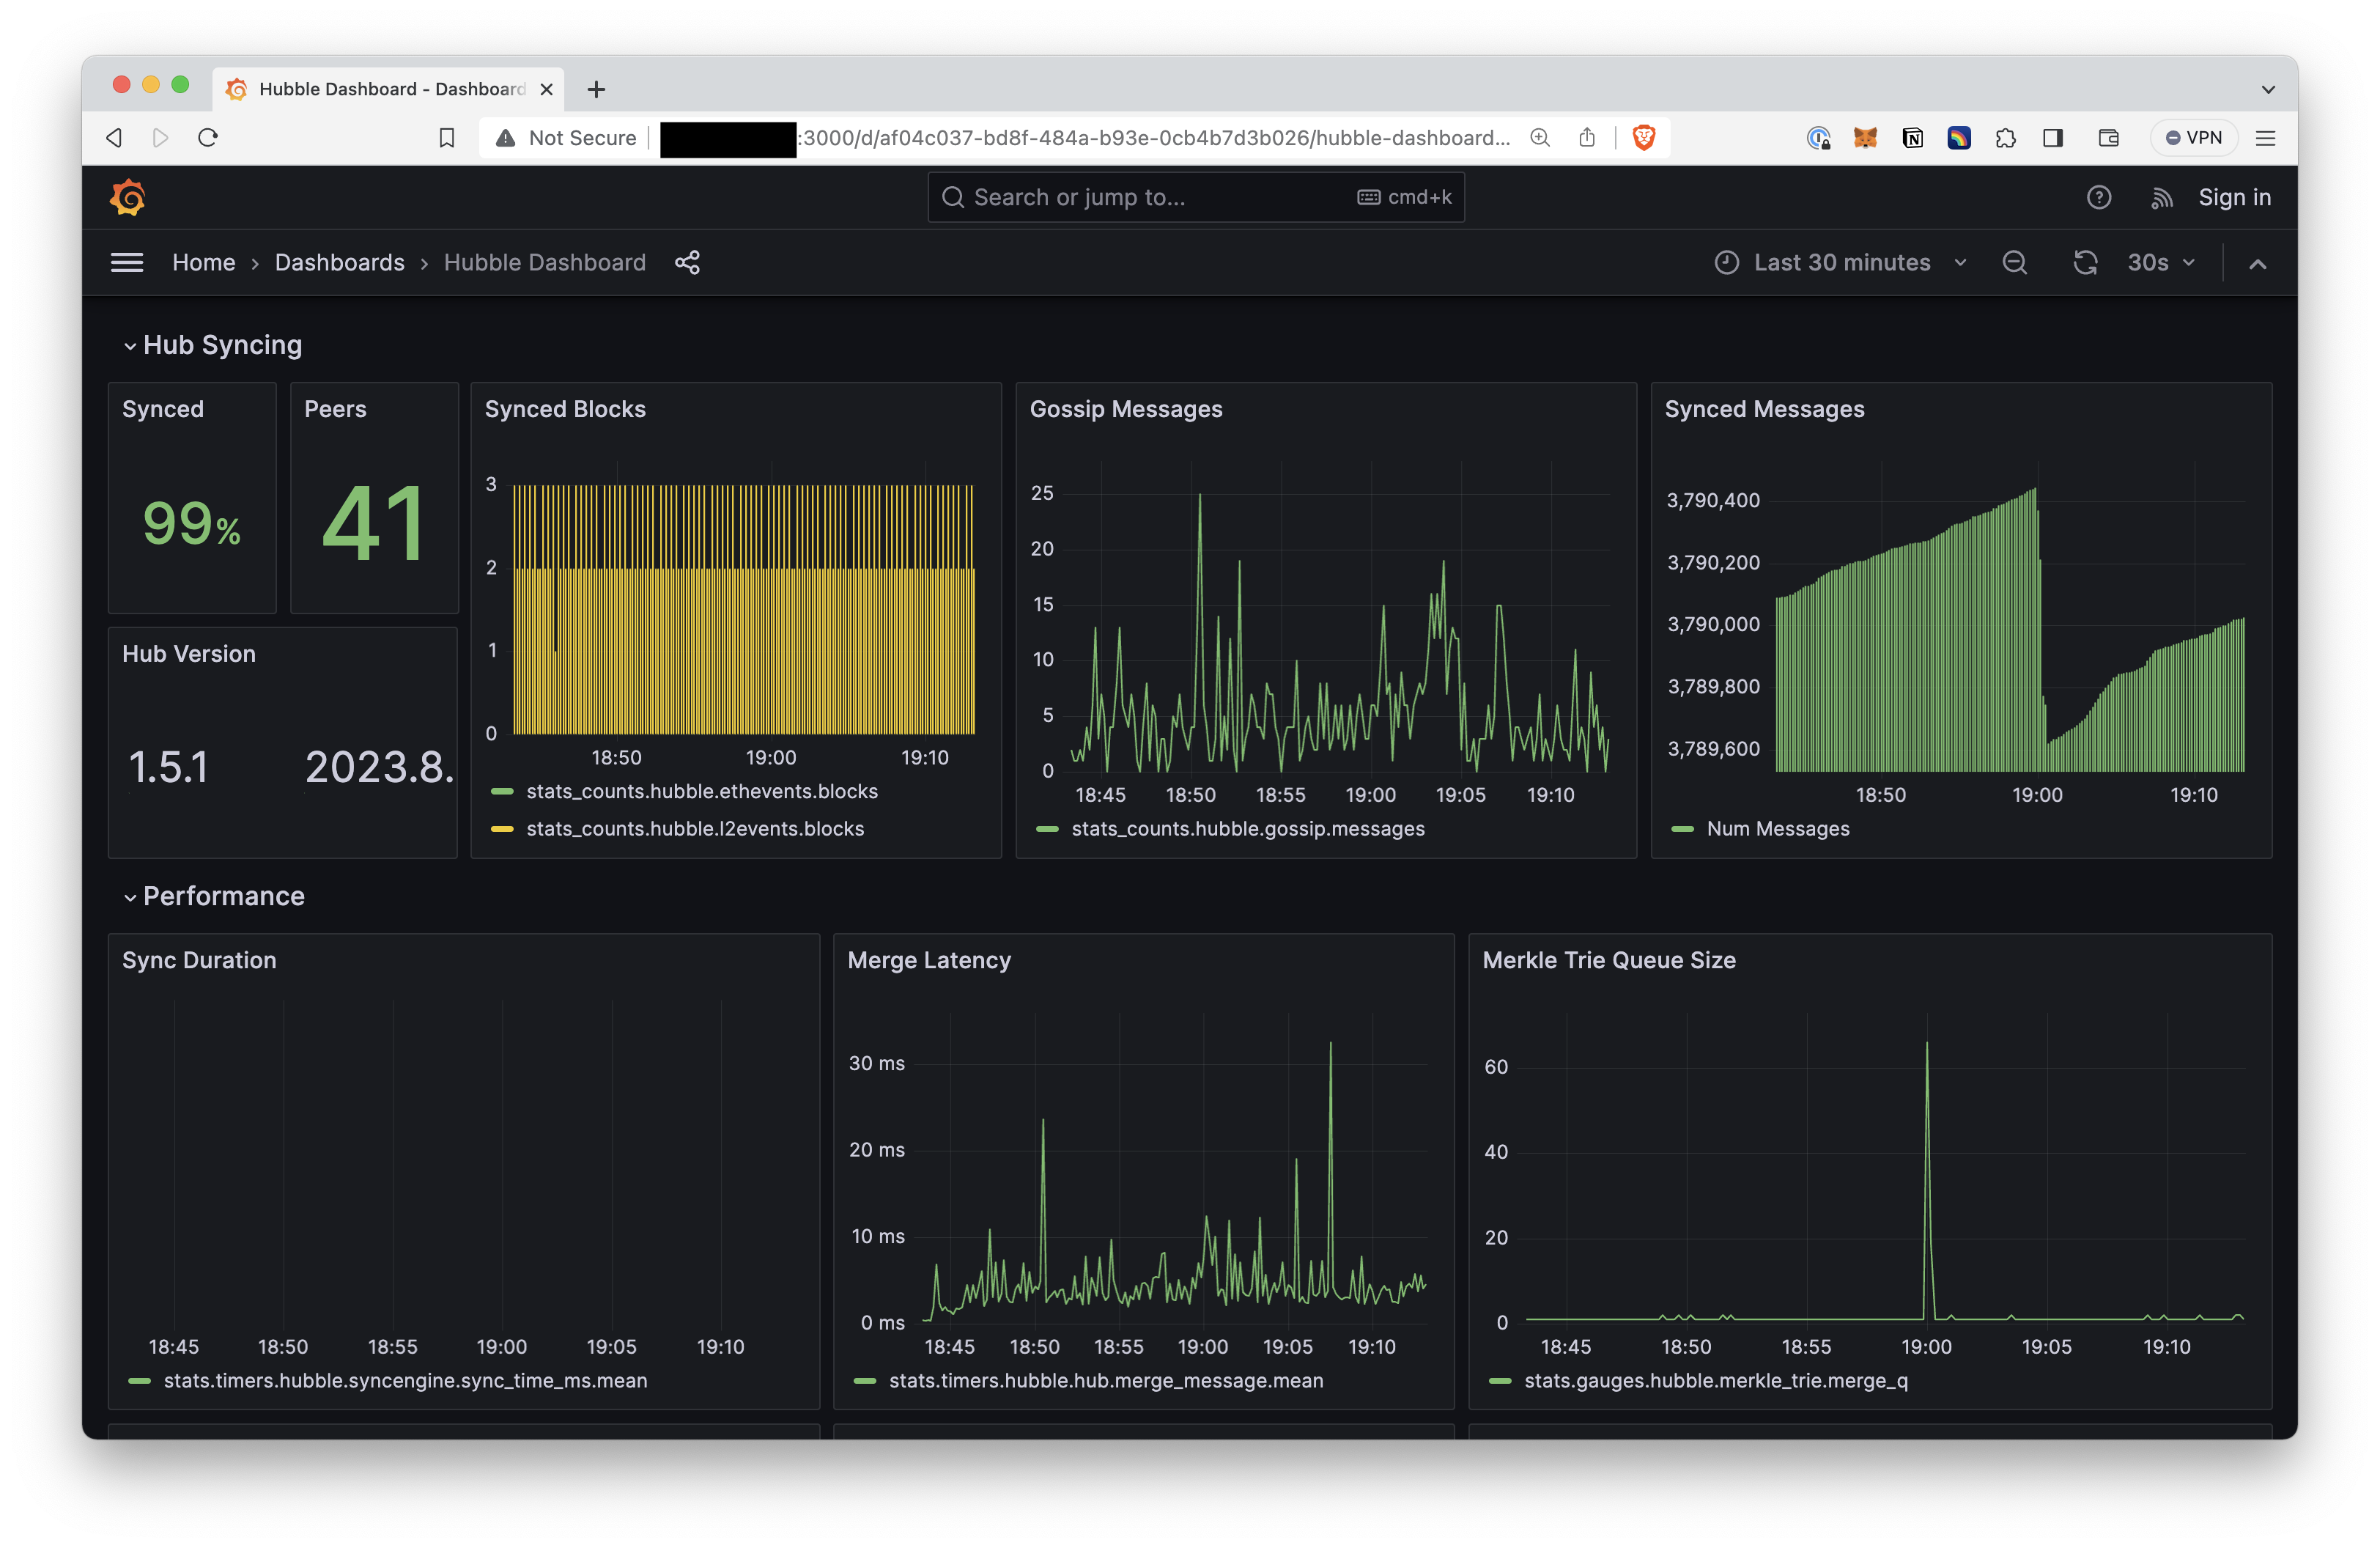 Hubble Dashboard - Dashboard
Not Secure
:3000/d/af04c037-bd8f-484a-b93e-0cb4b7d3b026/hubble-dashboard...
VPN
Search or jump to...
cmd+k
Sign in
Home
Dashboards
Hubble Dashboard
Last 30 minutes
30s
Hub Syncing
Synced
99%
Peers
41
Hub Version
1.5.1
2023.8.
Synced Blocks
3
2
1
0
18:50 19:00 19:10
stats_counts.hubble.ethevents.blocks
stats_counts.hubble.l2events.blocks
Gossip Messages
25
20
15
10
5
0
18:45 18:50 18:55 19:00 19:05 19:10
stats_counts.hubble.gossip.messages
Synced Messages
3,790,400
3,790,200
3,790,000
3,789,800
3,789,600
18:50 19:00 19:10
Num Messages
Performance
Sync Duration
18:45 18:50 18:55 19:00 19:05 19:10
stats.timers.hubble.syncengine.sync_time_ms.mean
Merge Latency
30 ms
20 ms
10 ms
0 ms
18:45 18:50 18:55 19:00 19:05 19:10
stats.timers.hubble.hub.merge_message.mean
Merkle Trie Queue Size
60
40
20
0
18:45 18:50 18:55 19:00 19:05 19:10
stats.gauges.hubble.merkle_trie.merge_q